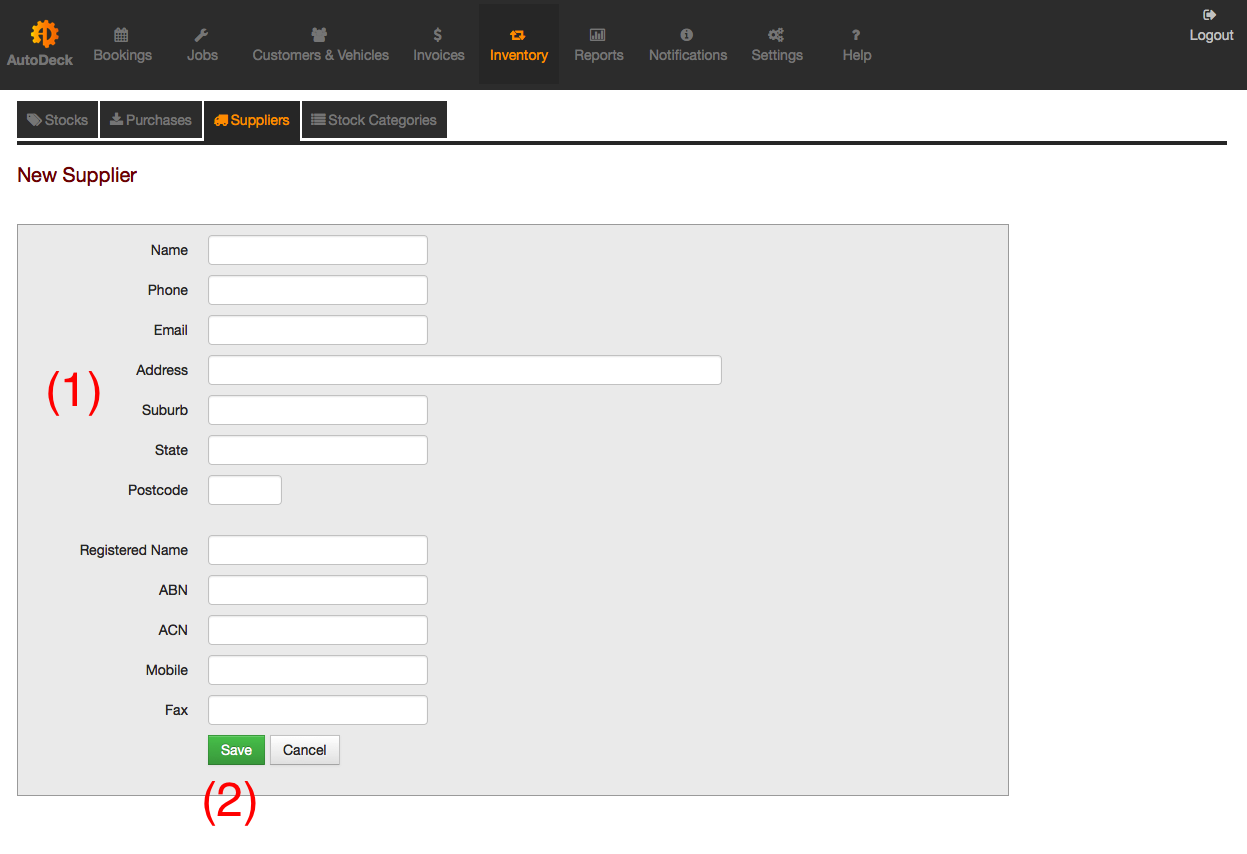 AutoDeck
Bookings
Jobs
Customers & Vehicles
Invoices
Inventory
Reports
Notifications
Settings
Help
Logout
Stocks
Purchases
Suppliers
Stock Categories
New Supplier
Name
Phone
Email
Address
(1)
Suburb
State
Postcode
Registered Name
ABN
ACN
Mobile
Fax
Save
Cancel
(2)